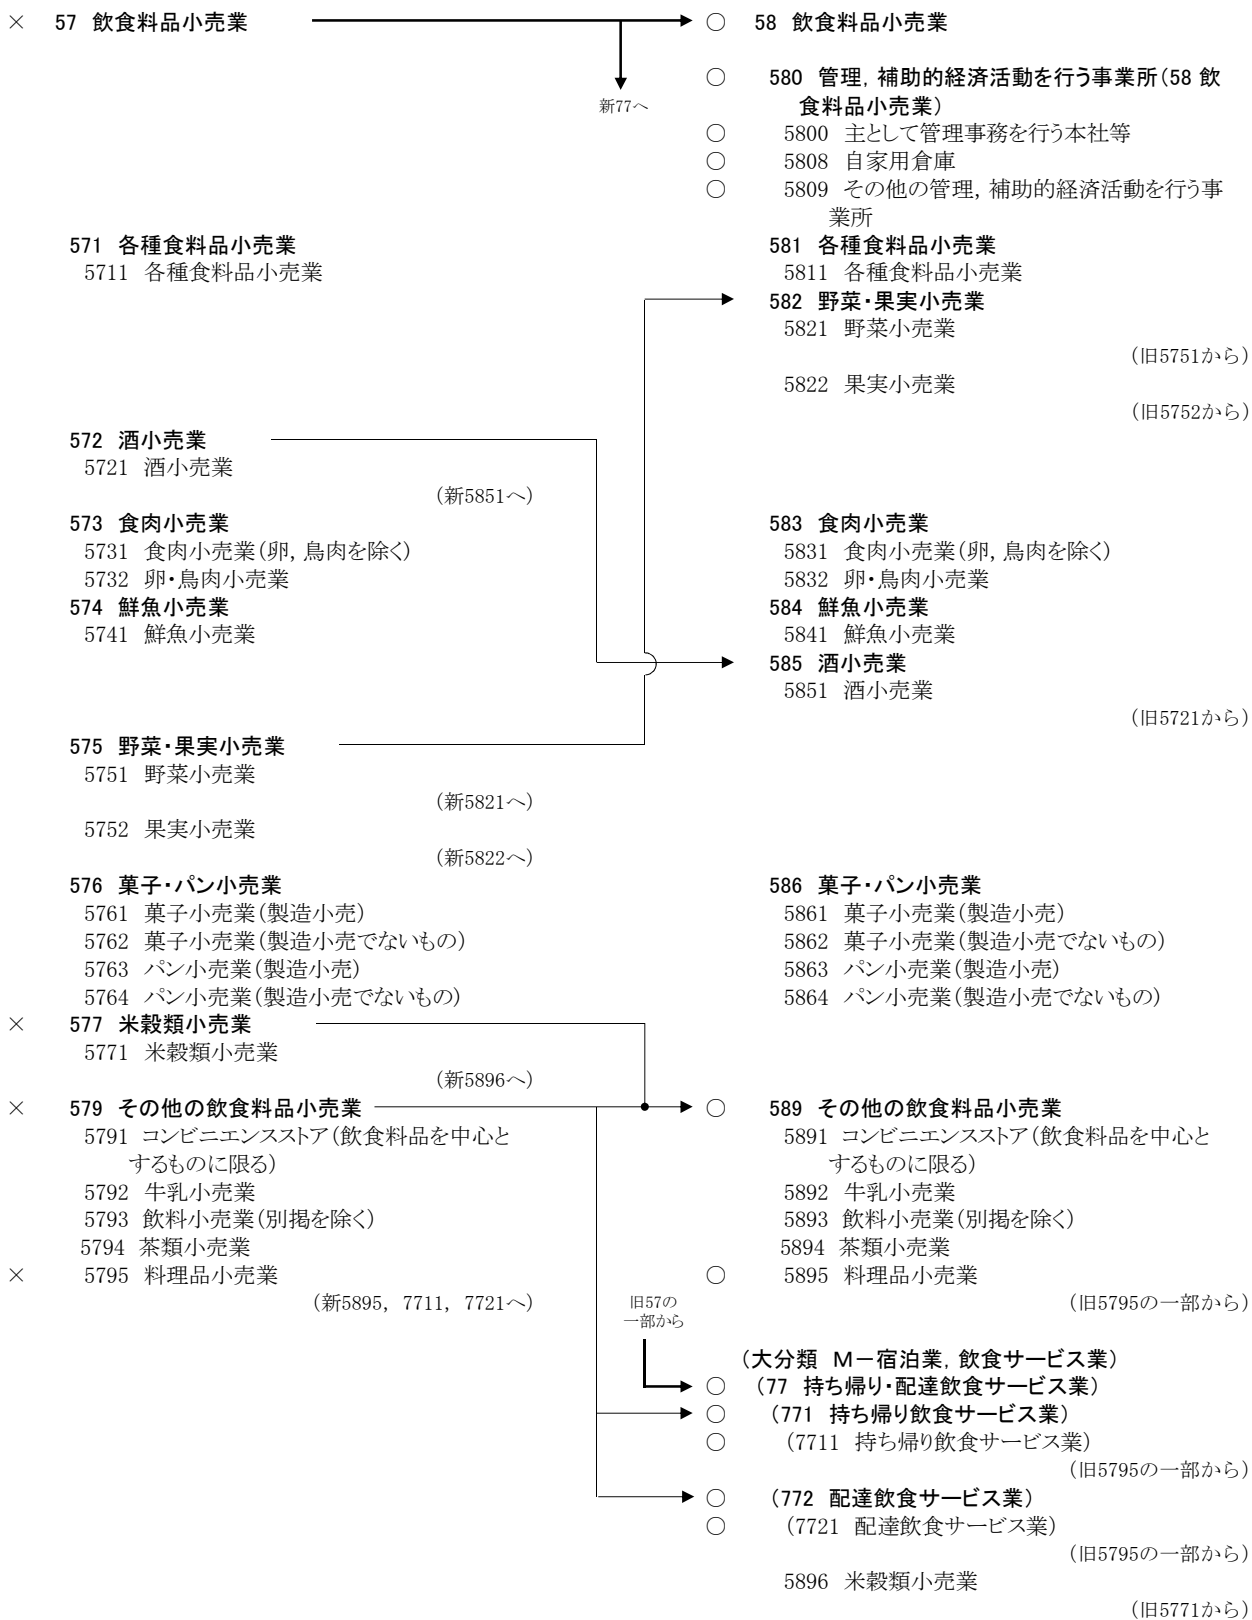 × 57 飲食料品小売業 ○ 58 飲食料品小売業
○ 580 管理,補助的経済活動を行う事業所(58 飲
新77へ 食料品小売業)
○ 5800 主として管理事務を行う本社等
○ 5808 自家用倉庫
○ 5809 その他の管理,補助的経済活動を行う事
業所
571 各種食料品小売業 581 各種食料品小売業
5711 各種食料品小売業 5811 各種食料品小売業
582 野菜・果実小売業
5821 野菜小売業
(旧5751から)
5822 果実小売業
(旧5752から)
572 酒小売業
5721 酒小売業
(新5851へ)
573 食肉小売業 583 食肉小売業
5731 食肉小売業(卵,鳥肉を除く) 5831 食肉小売業(卵,鳥肉を除く)
5732 卵・鳥肉小売業 5832 卵・鳥肉小売業
574 鮮魚小売業 584 鮮魚小売業
5741 鮮魚小売業 5841 鮮魚小売業
585 酒小売業
5851 酒小売業
(旧5721から)
575 野菜・果実小売業
5751 野菜小売業
(新5821へ)
5752 果実小売業
(新5822へ)
576 菓子・パン小売業 586 菓子・パン小売業
5761 菓子小売業(製造小売) 5861 菓子小売業(製造小売)
5762 菓子小売業(製造小売でないもの) 5862 菓子小売業(製造小売でないもの)
5763 パン小売業(製造小売) 5863 パン小売業(製造小売)
5764 パン小売業(製造小売でないもの) 5864 パン小売業(製造小売でないもの)
× 577 米穀類小売業
5771 米穀類小売業
(新5896へ)
× 579 その他の飲食料品小売業 ○ 589 その他の飲食料品小売業
5791 コンビニエンスストア(飲食料品を中心と 5891 コンビニエンスストア(飲食料品を中心と
するものに限る) するものに限る)
5792 牛乳小売業 5892 牛乳小売業
5793 飲料小売業(別掲を除く) 5893 飲料小売業(別掲を除く)
5794 茶類小売業 5894 茶類小売業
× 5795 料理品小売業 ○ 5895 料理品小売業
(新5895, 7711, 7721へ) 旧57の (旧5795の一部から)
一部から
(大分類 M-宿泊業,飲食サービス業)
○ (77 持ち帰り・配達飲食サービス業)
○ (771 持ち帰り飲食サービス業)
○ (7711 持ち帰り飲食サービス業)
(旧5795の一部から)
○ (772 配達飲食サービス業)
○ (7721 配達飲食サービス業)
(旧5795の一部から)
5896 米穀類小売業
(旧5771から)